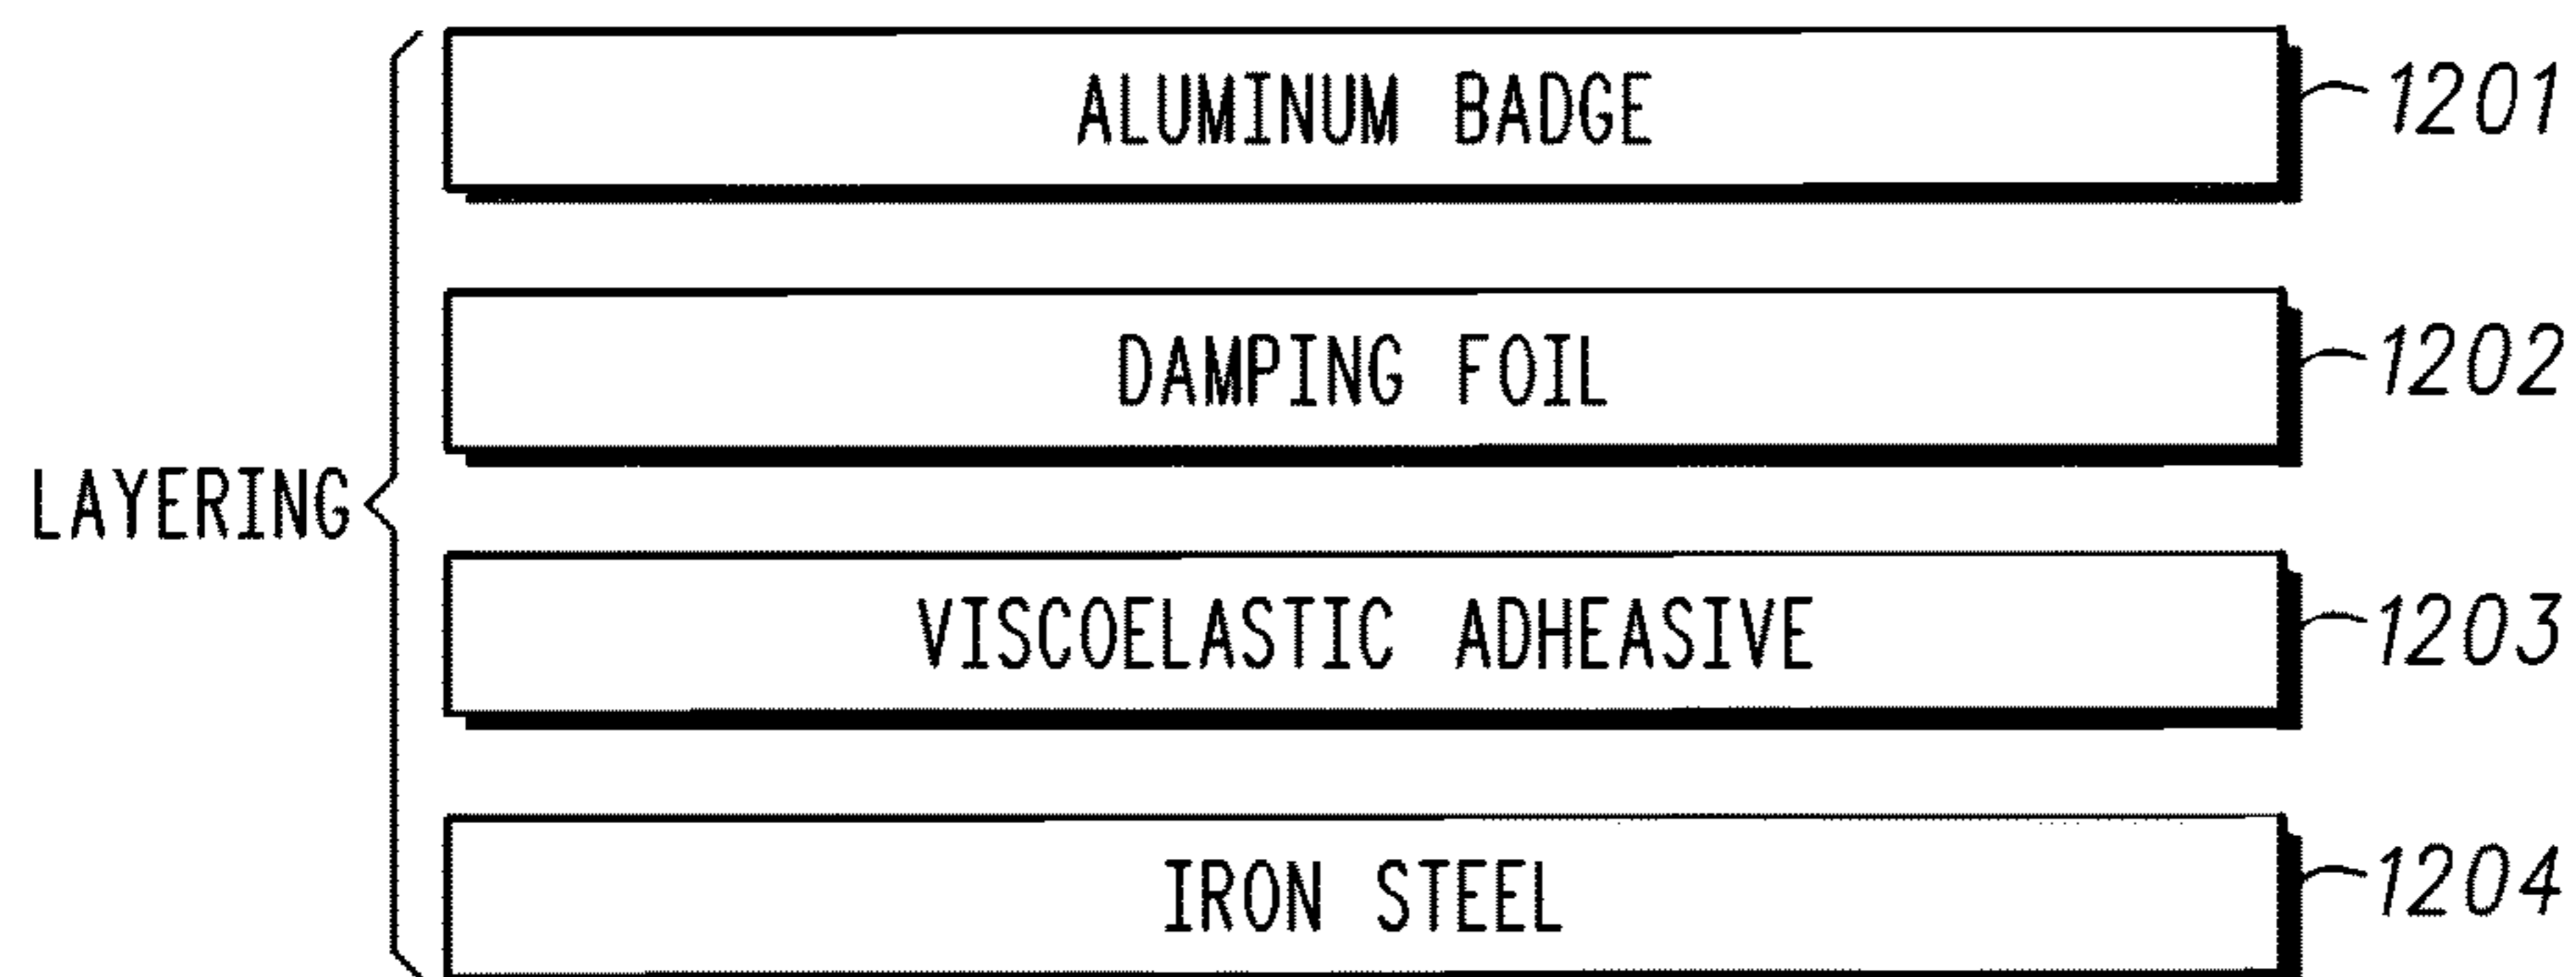 ALUMINUM BADGE 1201
DAMPING FOIL 1202
LAYERING
VISCOELASTIC ADHEASIVE 1203
IRON STEEL 1204